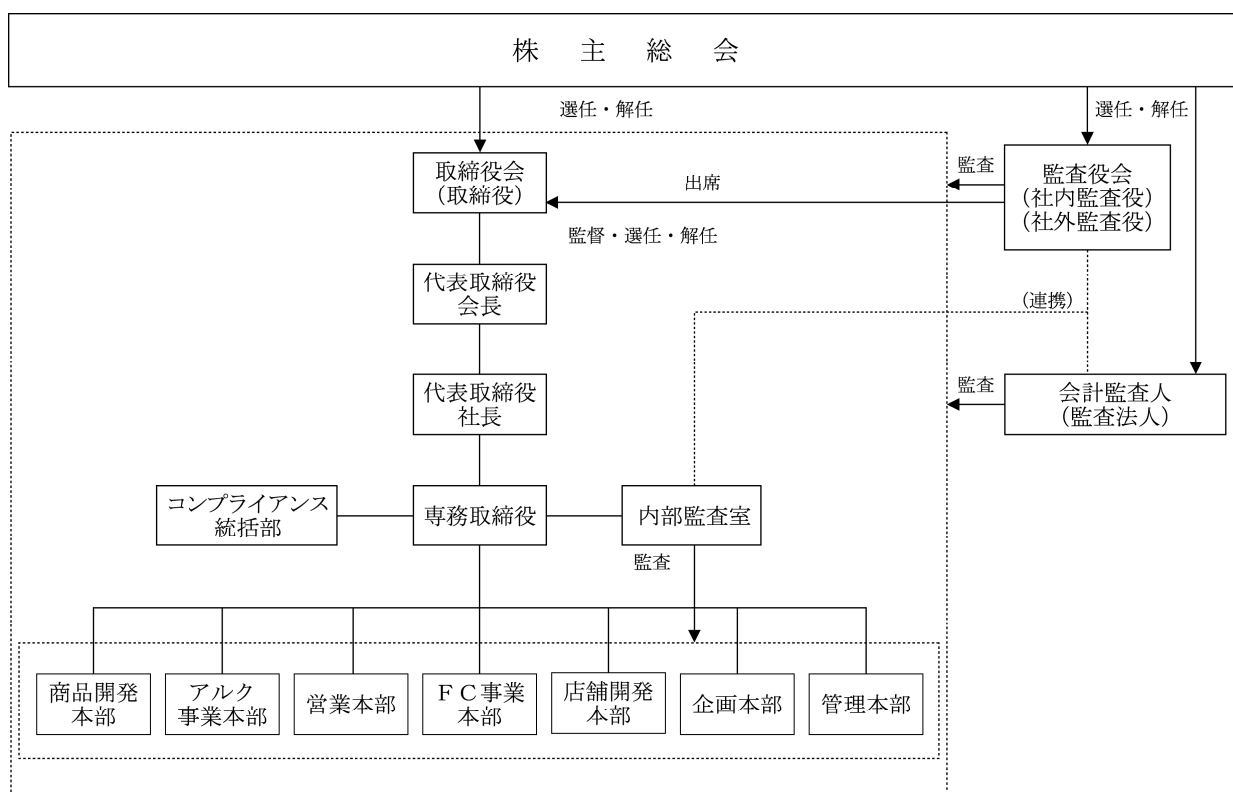 株主総会
選任・解任
選任・解任
取締役会
(取締役)
監査
監査役会
(社内監査役)
(社外監査役)
出席
監督・選任・解任
代表取締役
会長
(連携)
代表取締役
社長
監査
会計監査人
(監査法人)
コンプライアンス
統括部
専務取締役
内部監査室
監査
商品開発
本部
アルク
事業本部
営業本部
ＦＣ事業
本部
店舗開発
本部
企画本部
管理本部